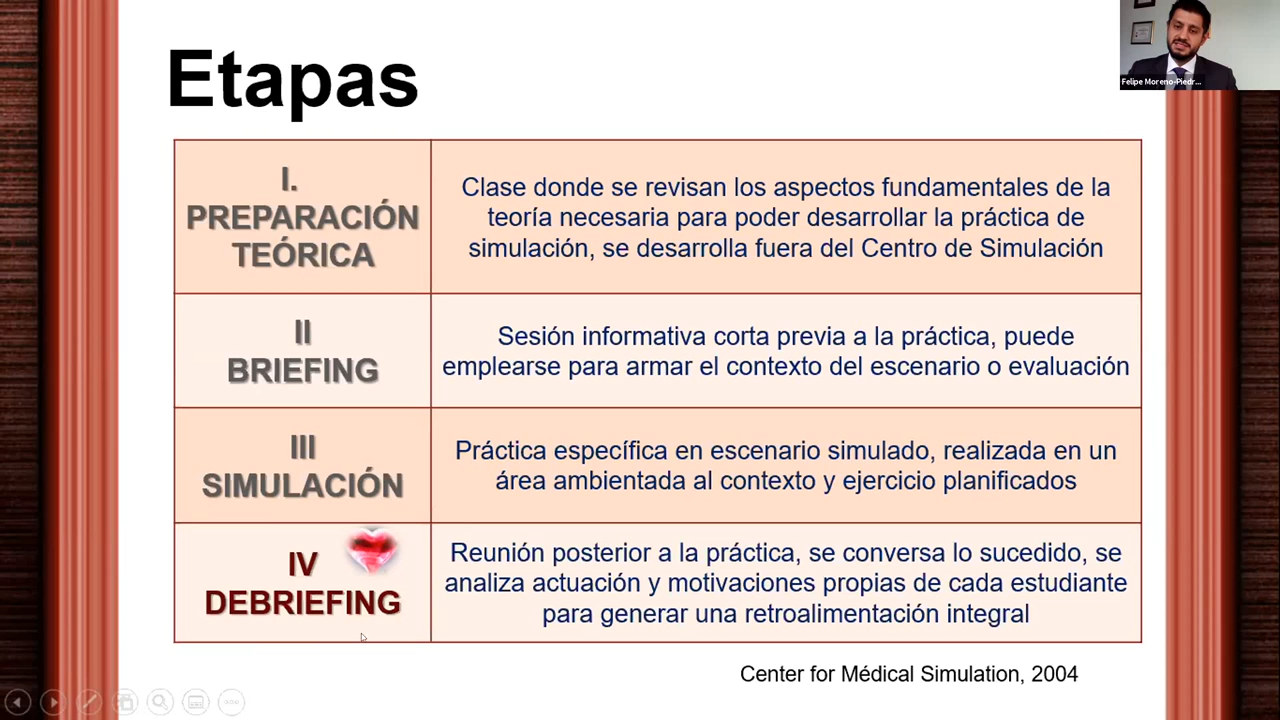 Etapas
Felipe Moreno-Piedr...
I.
PREPARACIÓN
TEÓRICA
Clase donde se revisan los aspectos fundamentales de la
teoría necesaria para poder desarrollar la práctica de
simulación, se desarrolla fuera del Centro de Simulación
II
BRIEFING
Sesión informativa corta previa a la práctica, puede
emplearse para armar el contexto del escenario o evaluación
III
SIMULACIÓN
Práctica específica en escenario simulado, realizada en un
área ambientada al contexto y ejercicio planificados
IV
DEBRIEFING
Reunión posterior a la práctica, se conversa lo sucedido, se
analiza actuación y motivaciones propias de cada estudiante
para generar una retroalimentación integral
Center for Médical Simulation, 2004